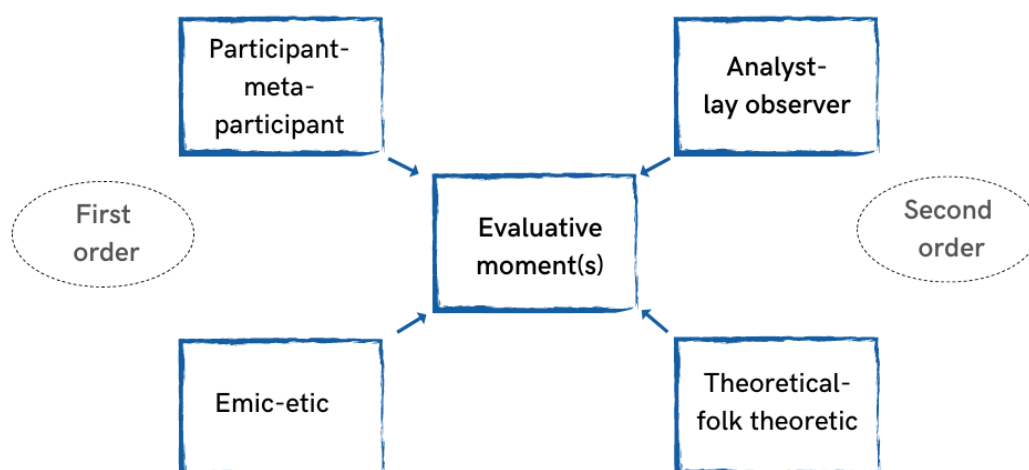 Participant-
meta-
participant
Analyst-
lay observer
First
order
Evaluative
moment(s)
Second
order
Emic-etic
Theoretical-
folk theoretic